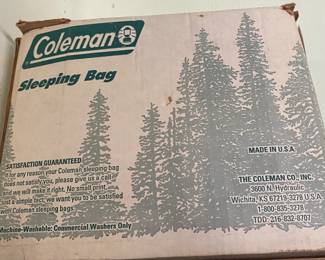 Coleman
Sleeping Bag
SATISFACTION GUARANTEED
If for any reason your Coleman sleeping bag
does not satisfy you, please give us a call
and we will make it right. No small print,
just a simple fact, we want you to be satisfied
with Coleman sleeping bags.
Machine-Washable: Commercial Washers Only
MADE IN U.S.A.
THE COLEMAN CO., INC.
3600 N. Hydraulic
Wichita, KS 67219-3278 U.S.A.
1-800-835-3278
TDD: 316-832-8707